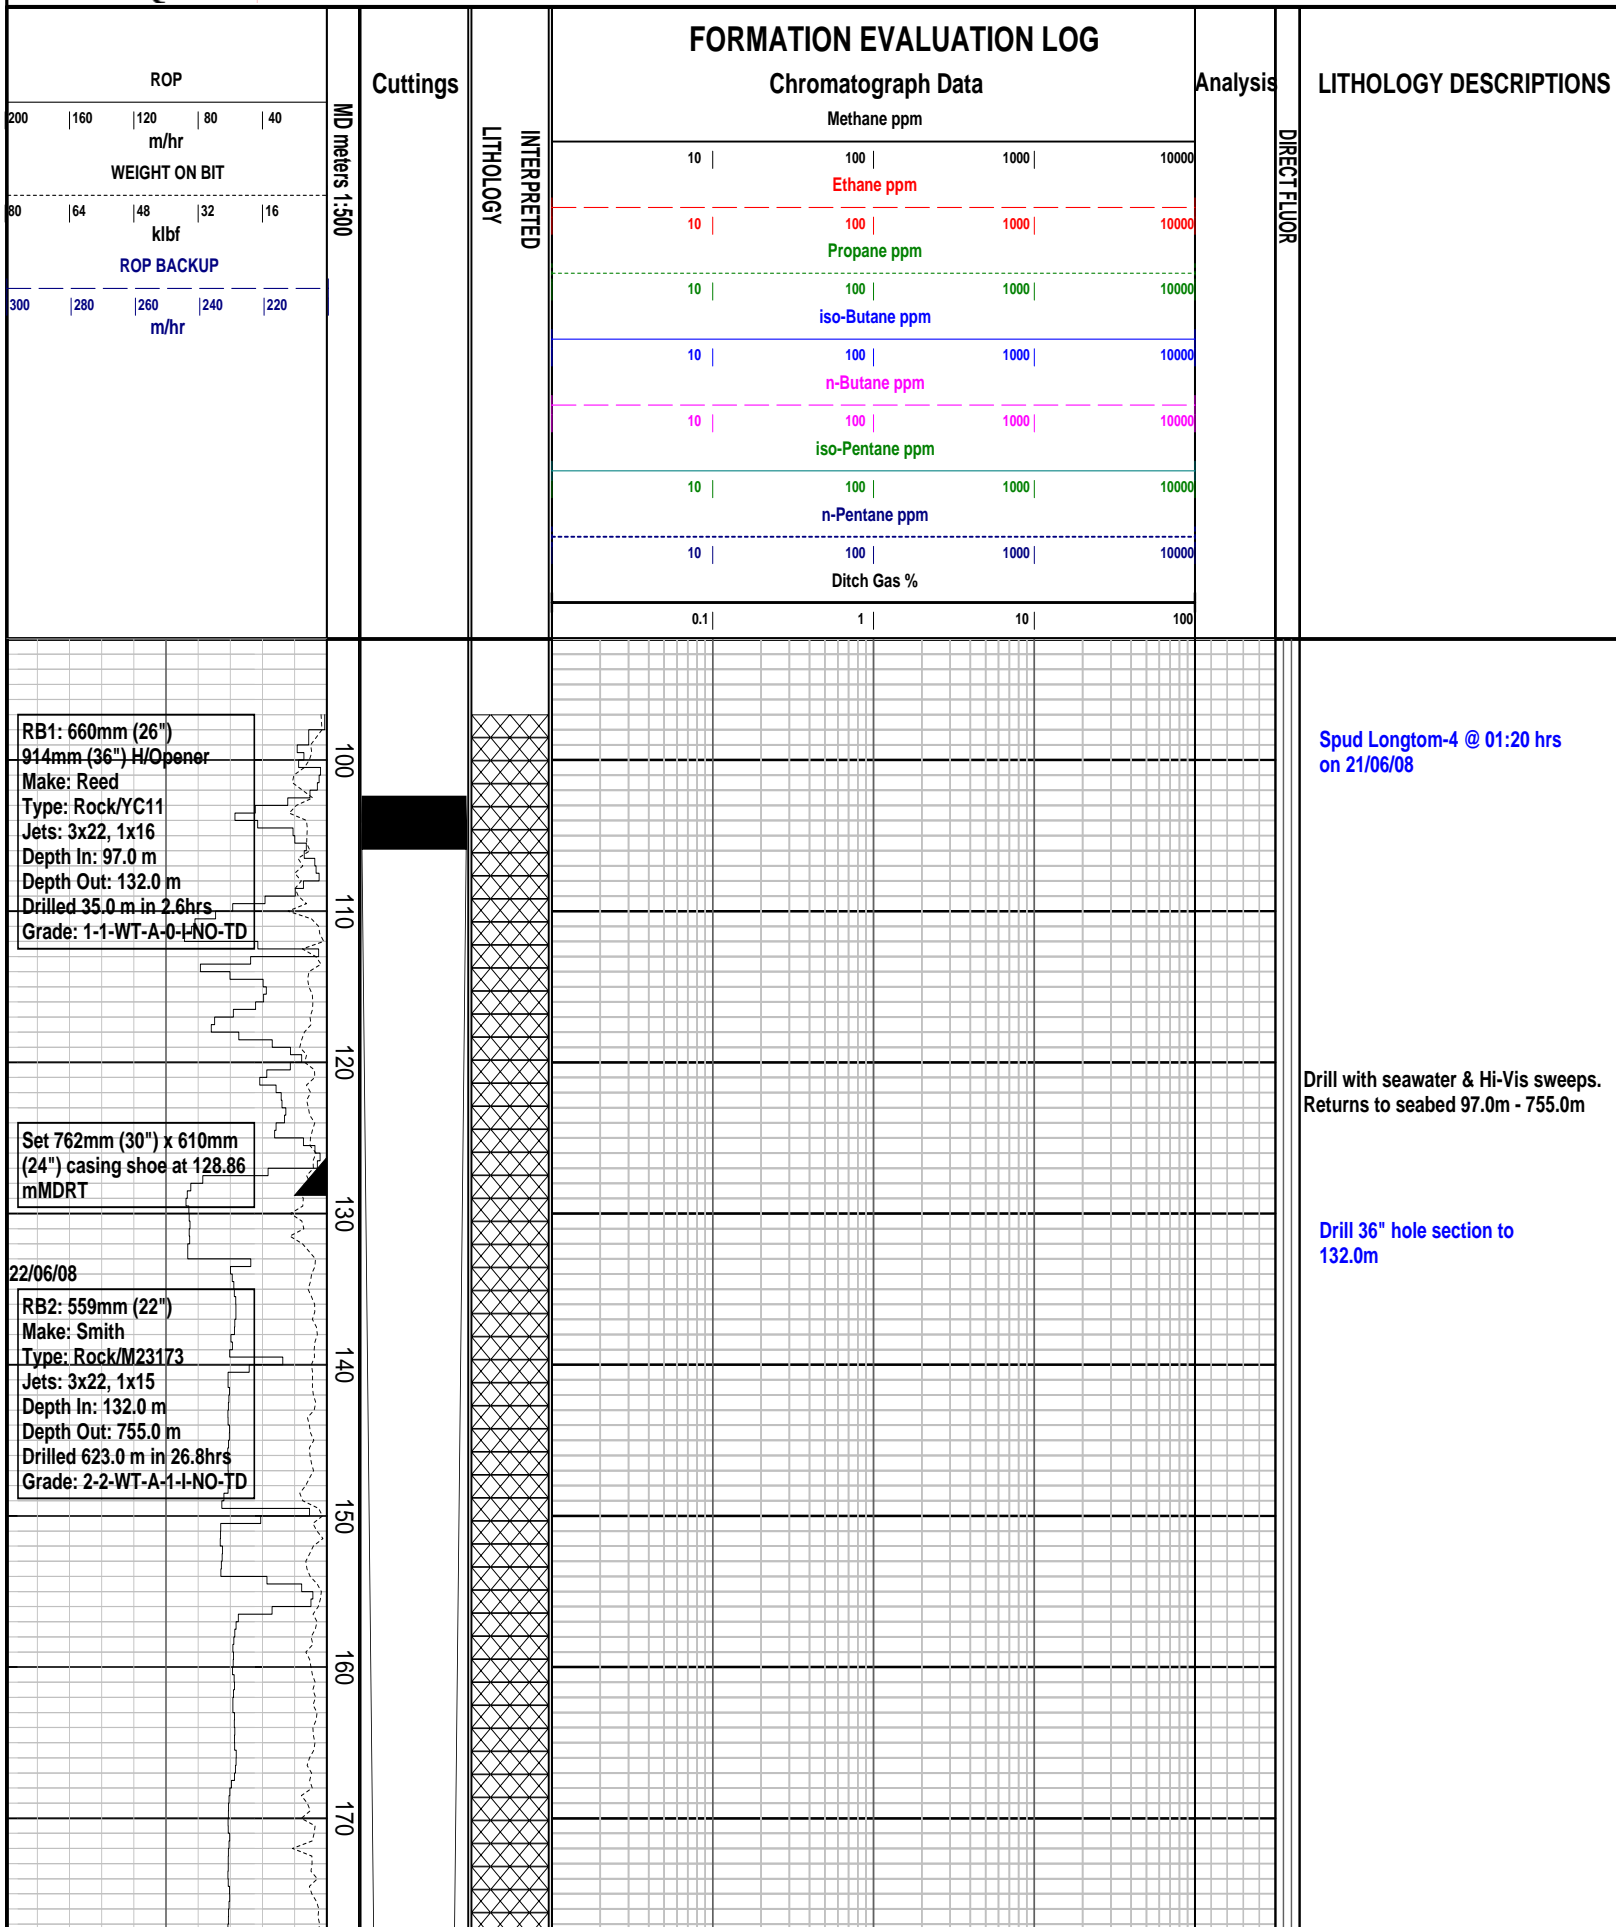 FORMATION EVALUATION LOG
ROP
200 160 120 80 40
m/hr
WEIGHT ON BIT
80 64 48 32 16
klbf
ROP BACKUP
300 280 260 240 220
m/hr
MD meters 1:500
Cuttings
INTERPRETED
LITHOLOGY
Chromatograph Data
Methane ppm
10 100 1000 10000
Ethane ppm
10 100 1000 10000
Propane ppm
10 100 1000 10000
iso-Butane ppm
10 100 1000 10000
n-Butane ppm
10 100 1000 10000
iso-Pentane ppm
10 100 1000 10000
n-Pentane ppm
10 100 1000 10000
Ditch Gas %
0.1 1 10 100
Analysis
DIRECT FLUOR
LITHOLOGY DESCRIPTIONS
RB1: 660mm (26")
914mm (36") H/Opener
Make: Reed
Type: Rock/YC11
Jets: 3x22, 1x16
Depth In: 97.0 m
Depth Out: 132.0 m
Drilled 35.0 m in 2.6hrs
Grade: 1-1-WT-A-0-I-NO-TD
Set 762mm (30") x 610mm
(24") casing shoe at 128.86
mMDRT
22/06/08
RB2: 559mm (22")
Make: Smith
Type: Rock/M23173
Jets: 3x22, 1x15
Depth In: 132.0 m
Depth Out: 755.0 m
Drilled 623.0 m in 26.8hrs
Grade: 2-2-WT-A-1-I-NO-TD
100
110
120
130
140
150
160
170
Spud Longtom-4 @ 01:20 hrs
on 21/06/08
Drill with seawater & Hi-Vis sweeps.
Returns to seabed 97.0m - 755.0m
Drill 36" hole section to
132.0m